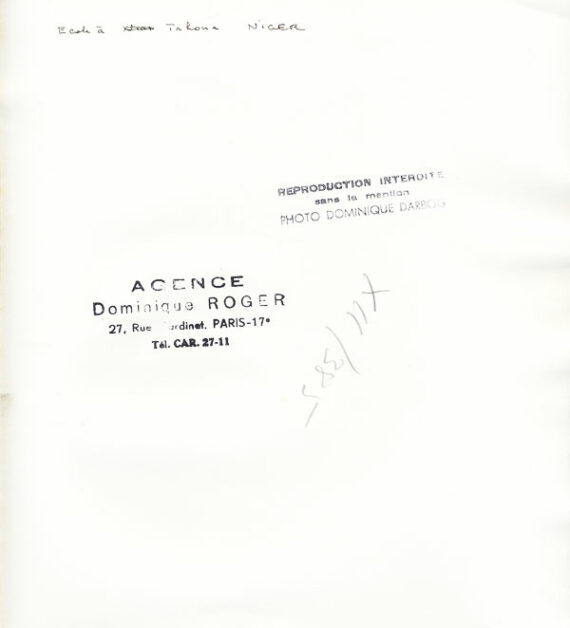 Ecole à Tahoua NIGER
REPRODUCTION INTERDITE
sans la mention
PHOTO DOMINIQUE DARBOIS
AGENCE
Dominique ROGER
27, Rue PARIS-17e
Tél. CAR. 27-11